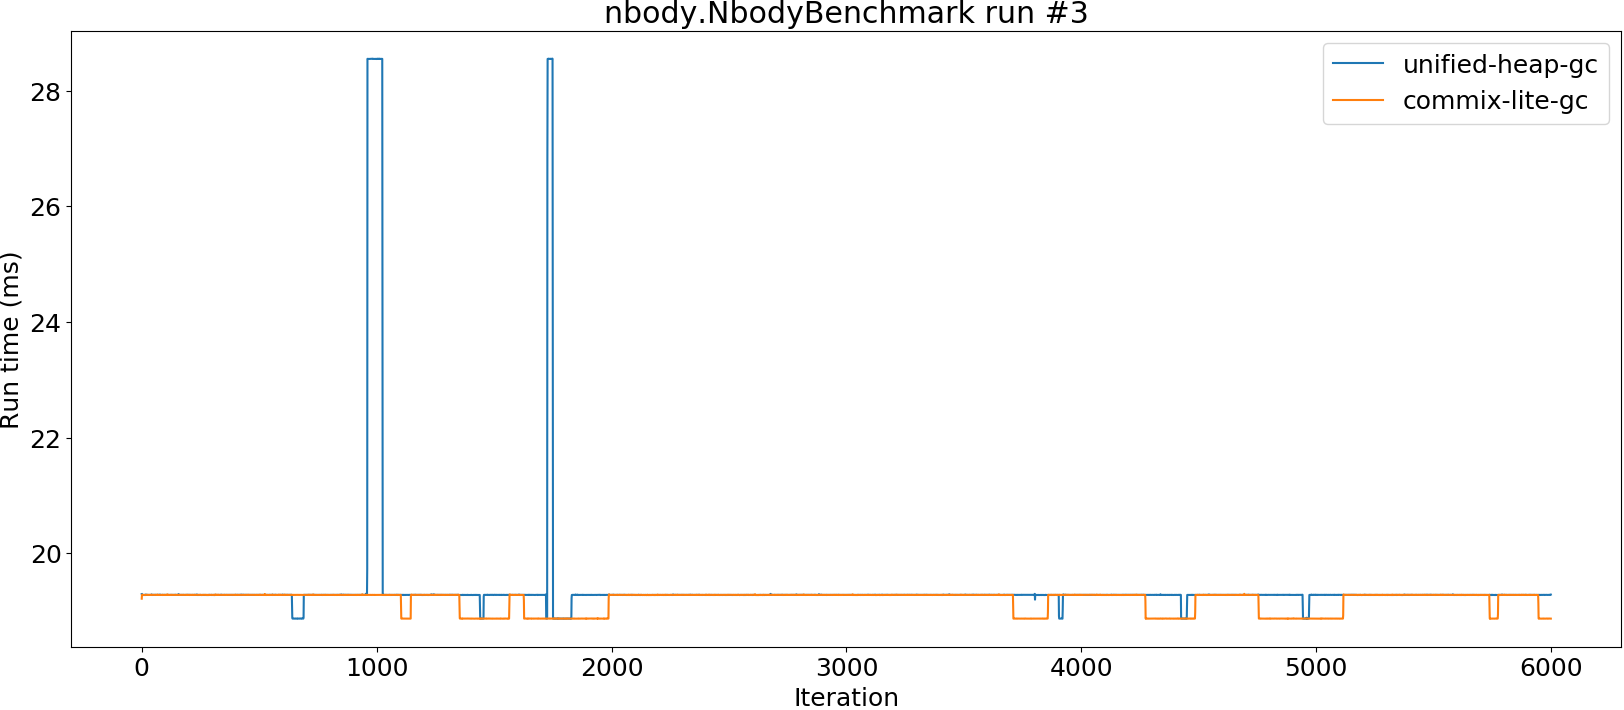 nbody.NbodyBenchmark run #3
unified-heap-gc
commix-lite-gc
Run time (ms)
28
26
24
22
20
0 1000 2000 3000 4000 5000 6000
Iteration